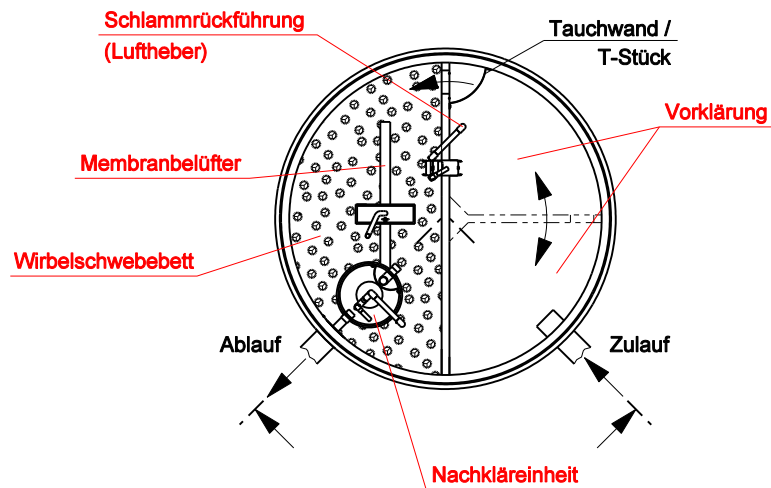 Schlammrückführung
(Luftheber)
Tauchwand /
T-Stück
Vorklärung
Membranbelüfter
Wirbelschwebebett
Ablauf
Zulauf
Nachkläreinheit